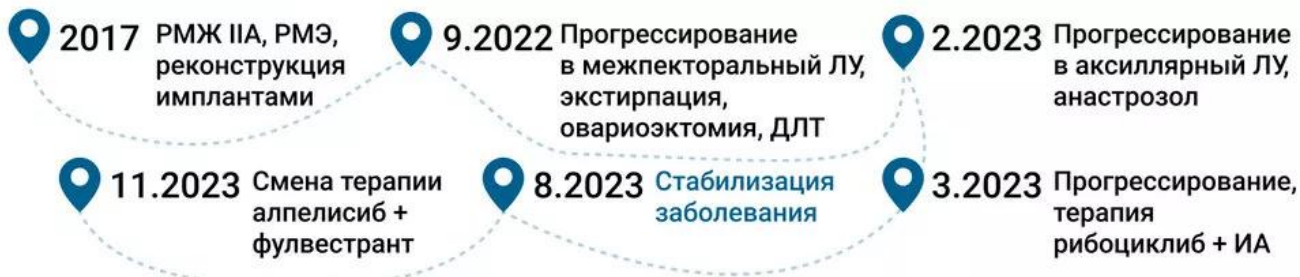 2017 РМЖ IIA, РМЭ,
реконструкция
имплантами
9.2022 Прогрессирование
в межпекторальный ЛУ,
экстирпация,
овариоэктомия, ДЛТ
2.2023 Прогрессирование
в аксиллярный ЛУ,
анастрозол
3.2023 Прогрессирование,
терапия
рибоциклиб + ИА
8.2023 Стабилизация
заболевания
11.2023 Смена терапии
алпелисиб +
фулвестрант